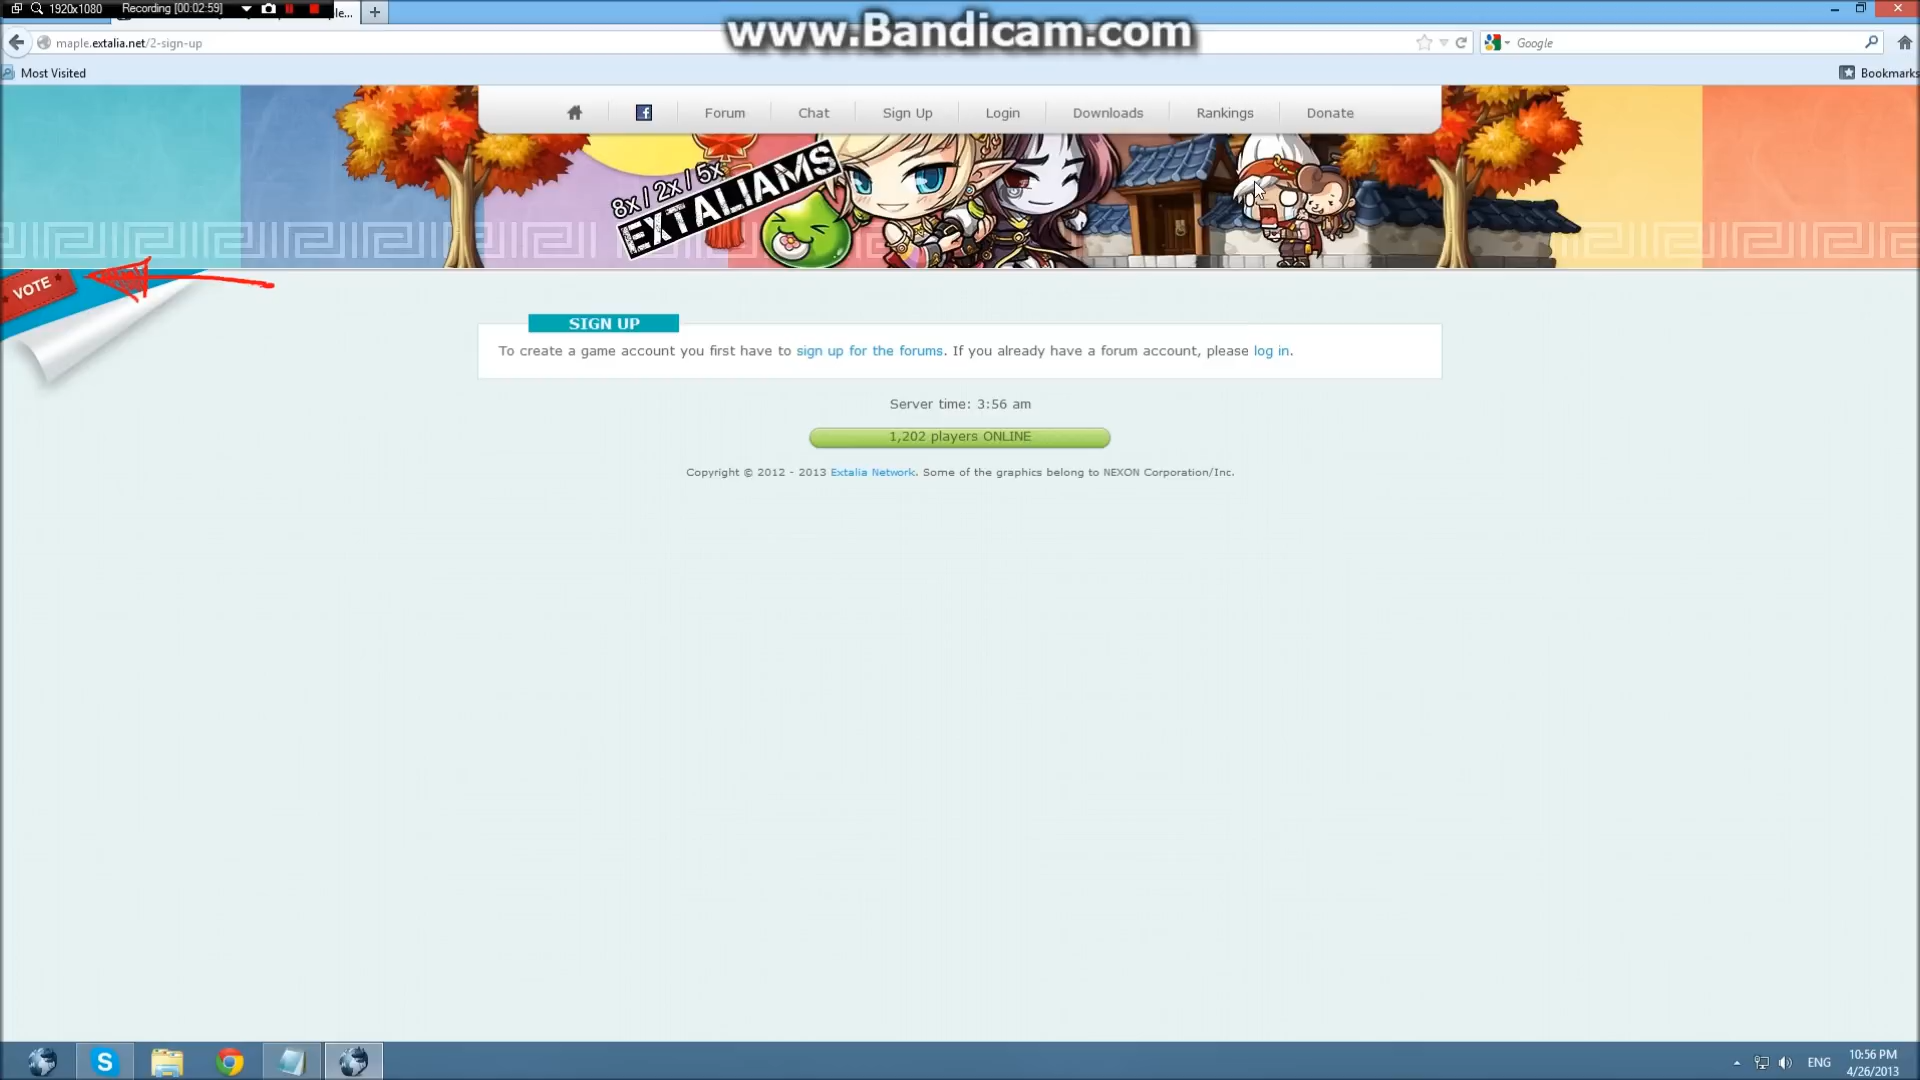 1920x1080 Recording [00:02:59] le...
www.Bandicam.com
maple.extalia.net/2-sign-up
Google
Most Visited
Bookmarks
Forum Chat Sign Up Login Downloads Rankings Donate
8x / 2x / 5x
EXTALIAMS
VOTE
SIGN UP
To create a game account you first have to sign up for the forums. If you already have a forum account, please log in.
Server time: 3:56 am
1,202 players ONLINE
Copyright © 2012 - 2013 Extalia Network. Some of the graphics belong to NEXON Corporation/Inc.
ENG
10:56 PM
4/26/2013